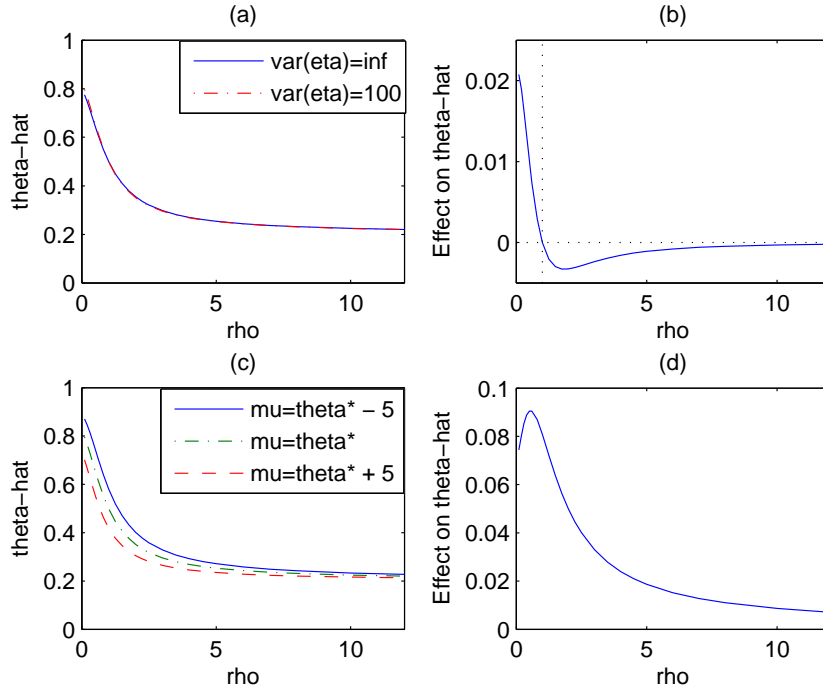 (a)
1
0.8
0.6
0.4
0.2
0
0
5
10
theta−hat
rho
var(eta)=inf
var(eta)=100
(b)
0.02
0.01
0
0
5
10
Effect on theta−hat
rho
(c)
1
0.8
0.6
0.4
0.2
0
0
5
10
theta−hat
rho
mu=theta* − 5
mu=theta*
mu=theta* + 5
(d)
0.1
0.08
0.06
0.04
0.02
0
0
5
10
Effect on theta−hat
rho